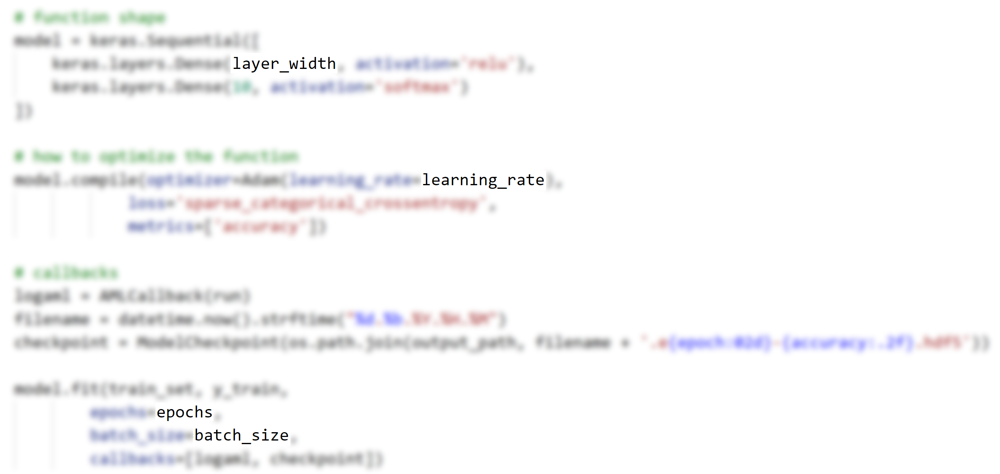 # function shape
model = keras.Sequential([
    keras.layers.Dense(layer_width, activation='relu'),
    keras.layers.Dense(10, activation='softmax')
])
# how to optimize the function
model.compile(optimizer=Adam(learning_rate=learning_rate),
            loss='sparse_categorical_crossentropy',
            metrics=['accuracy'])
# callbacks
logaml = AMLCallback(run)
filename = datetime.now().strftime("%d.%b.%Y.%H.%M")
checkpoint = ModelCheckpoint(os.path.join(output_path, filename + '.e{epoch:02d}-{accuracy:.2f}.hdf5'))
model.fit(train_set, y_train,
        epochs=epochs,
        batch_size=batch_size,
        callbacks=[logaml, checkpoint])